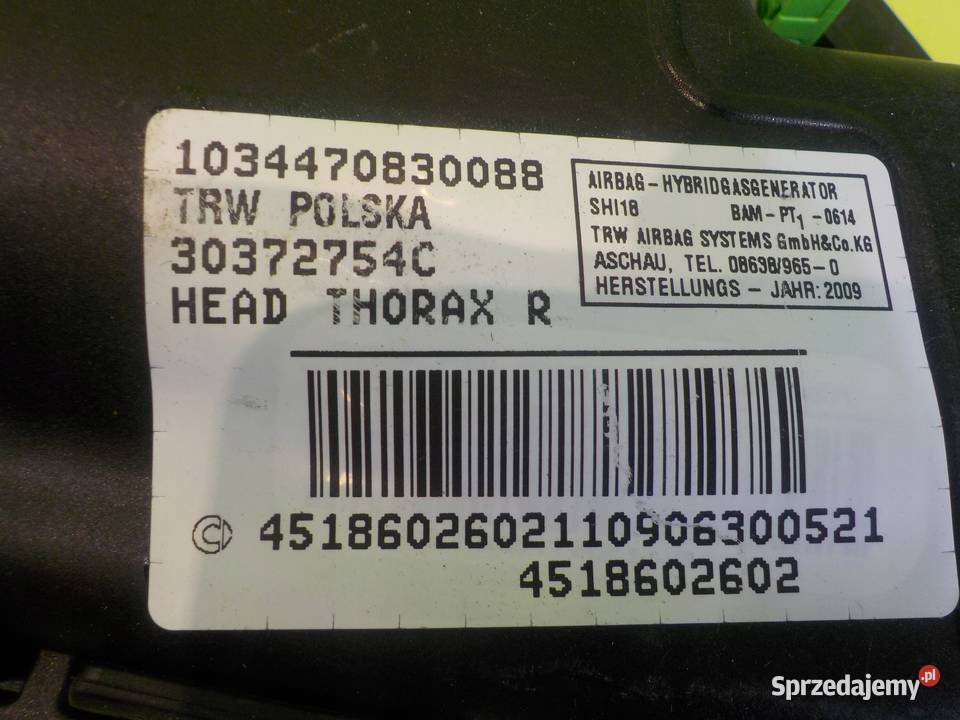 1034470830088
TRW POLSKA
30372754C
HEAD THORAX R
AIRBAG-HYBRIDGASGENERATOR
SHI18 BAM-PT1-0614
TRW AIRBAG SYSTEMS GmbH&Co.KG
ASCHAU, TEL. 08638/965-0
HERSTELLUNGS - JAHR: 2009
4518602602110906300521
4518602602
Sprzedajemy.pl